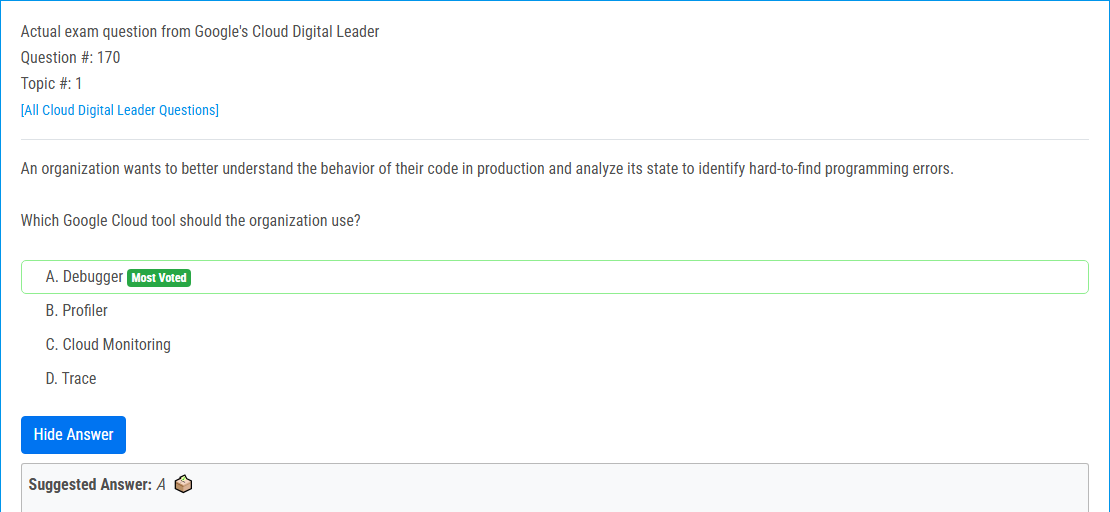 Actual exam question from Google's Cloud Digital Leader
Question #: 170
Topic #: 1
[All Cloud Digital Leader Questions]
An organization wants to better understand the behavior of their code in production and analyze its state to identify hard-to-find programming errors.
Which Google Cloud tool should the organization use?
A. Debugger Most Voted
B. Profiler
C. Cloud Monitoring
D. Trace
Hide Answer
Suggested Answer: A